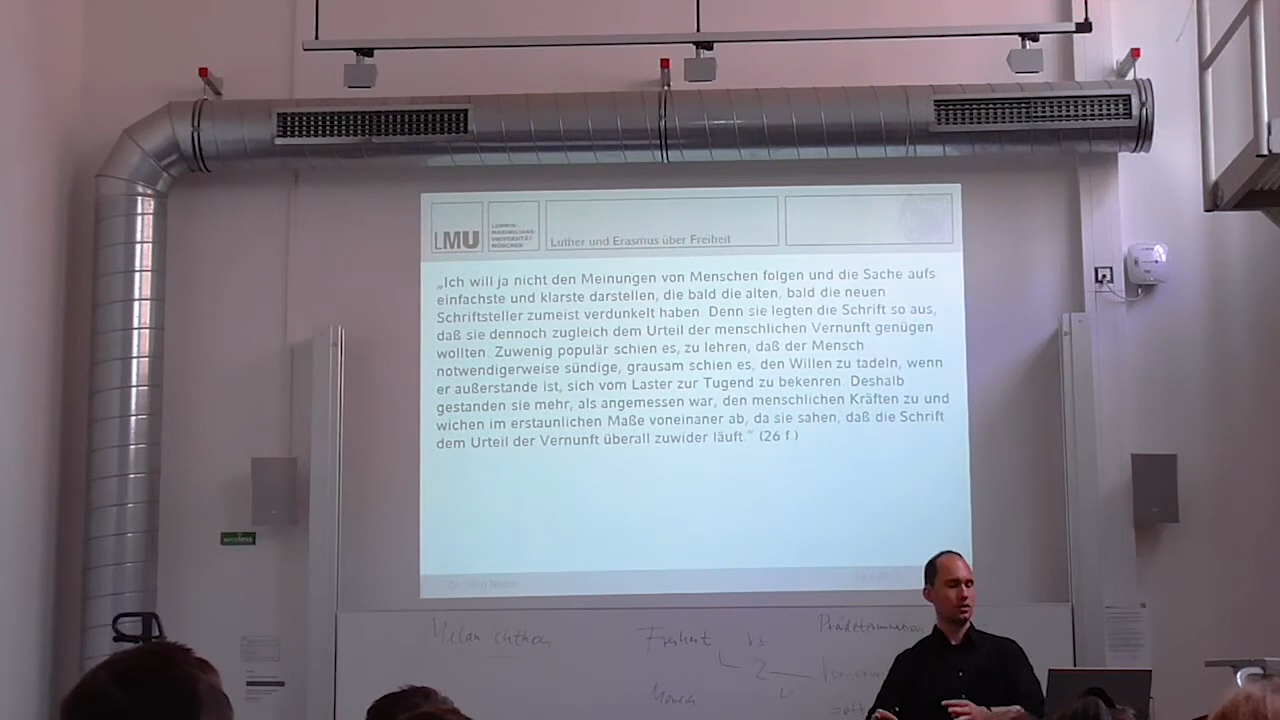 LMU
LUDWIG-
MAXIMILIANS-
UNIVERSITÄT
MÜNCHEN
Luther und Erasmus über Freiheit
„Ich will ja nicht den Meinungen von Menschen folgen und die Sache aufs
einfachste und klarste darstellen, die bald die alten, bald die neuen
Schriftsteller zumeist verdunkelt haben. Denn sie legten die Schrift so aus,
daß sie dennoch zugleich dem Urteil der menschlichen Vernunft genügen
wollten. Zuwenig populär schien es, zu lehren, daß der Mensch
notwendigerweise sündige, grausam schien es, den Willen zu tadeln, wenn
er außerstande ist, sich vom Laster zur Tugend zu bekenren. Deshalb
gestanden sie mehr, als angemessen war, den menschlichen Kräften zu und
wichen im erstaunlichen Maße voneinaner ab, da sie sahen, daß die Schrift
dem Urteil der Vernunft überall zuwider läuft.“ (26 f.)
Melanchthon
Freiheit vs Prädetermination
Mensch